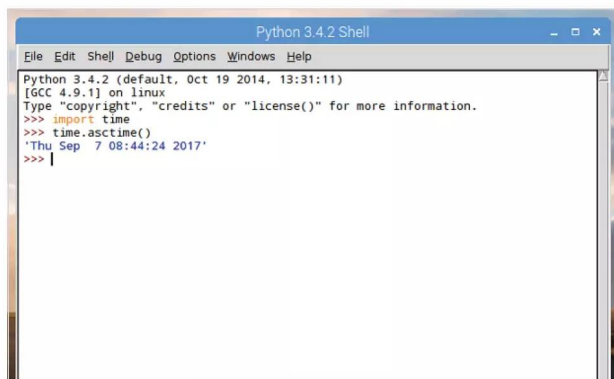 Python 3.4.2 Shell
File Edit Shell Debug Options Windows Help
Python 3.4.2 (default, Oct 19 2014, 13:31:11)
[GCC 4.9.1] on linux
Type "copyright", "credits" or "license()" for more information.
>>> import time
>>> time.asctime()
'Thu Sep  7 08:44:24 2017'
>>>